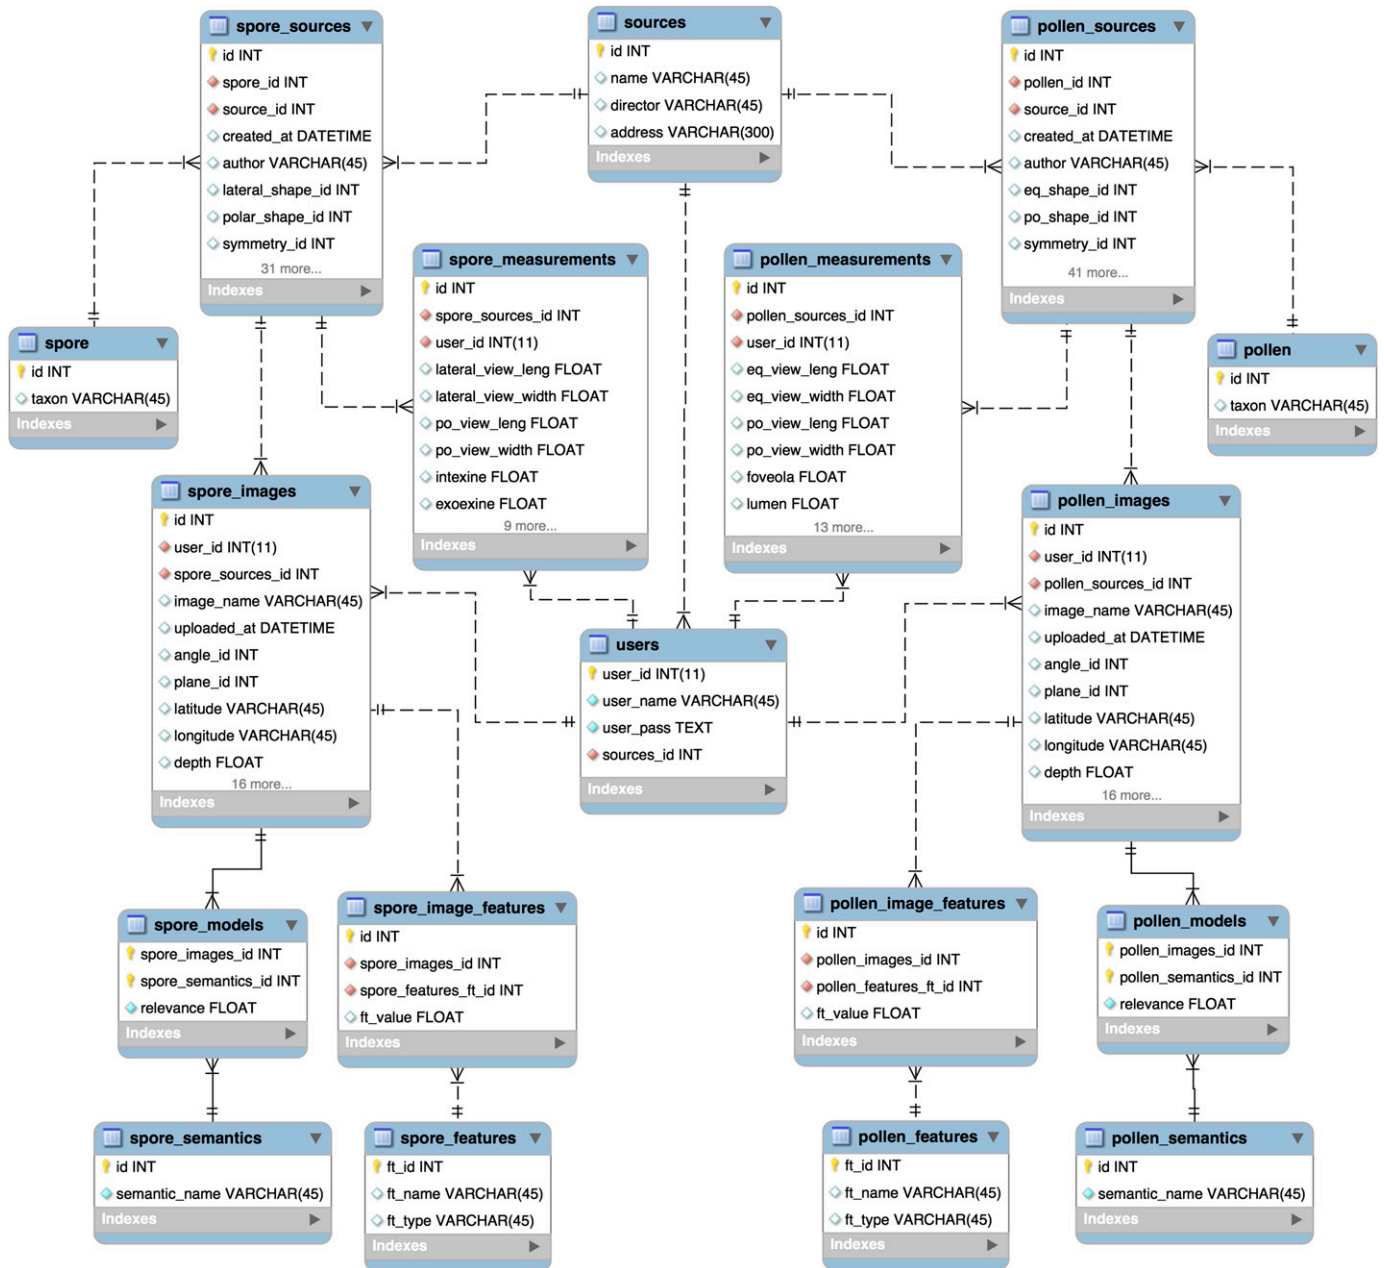 spore_sources
id INT
spore_id INT
source_id INT
created_at DATETIME
author VARCHAR(45)
lateral_shape_id INT
polar_shape_id INT
symmetry_id INT
31 more...
Indexes
sources
id INT
name VARCHAR(45)
director VARCHAR(45)
address VARCHAR(300)
Indexes
pollen_sources
id INT
pollen_id INT
source_id INT
created_at DATETIME
author VARCHAR(45)
eq_shape_id INT
po_shape_id INT
symmetry_id INT
41 more...
Indexes
spore_measurements
id INT
spore_sources_id INT
user_id INT(11)
lateral_view_leng FLOAT
lateral_view_width FLOAT
po_view_leng FLOAT
po_view_width FLOAT
intexine FLOAT
exoexine FLOAT
9 more...
Indexes
pollen_measurements
id INT
pollen_sources_id INT
user_id INT(11)
eq_view_leng FLOAT
eq_view_width FLOAT
po_view_leng FLOAT
po_view_width FLOAT
foveola FLOAT
lumen FLOAT
13 more...
Indexes
spore
id INT
taxon VARCHAR(45)
Indexes
pollen
id INT
taxon VARCHAR(45)
Indexes
spore_images
id INT
user_id INT(11)
spore_sources_id INT
image_name VARCHAR(45)
uploaded_at DATETIME
angle_id INT
plane_id INT
latitude VARCHAR(45)
longitude VARCHAR(45)
depth FLOAT
16 more...
Indexes
users
user_id INT(11)
user_name VARCHAR(45)
user_pass TEXT
sources_id INT
Indexes
pollen_images
id INT
user_id INT(11)
pollen_sources_id INT
image_name VARCHAR(45)
uploaded_at DATETIME
angle_id INT
plane_id INT
latitude VARCHAR(45)
longitude VARCHAR(45)
depth FLOAT
16 more...
Indexes
spore_models
spore_images_id INT
spore_semantics_id INT
relevance FLOAT
Indexes
spore_image_features
id INT
spore_images_id INT
spore_features_ft_id INT
ft_value FLOAT
Indexes
pollen_image_features
id INT
pollen_images_id INT
pollen_features_ft_id INT
ft_value FLOAT
Indexes
pollen_models
pollen_images_id INT
pollen_semantics_id INT
relevance FLOAT
Indexes
spore_semantics
id INT
semantic_name VARCHAR(45)
Indexes
spore_features
ft_id INT
ft_name VARCHAR(45)
ft_type VARCHAR(45)
Indexes
pollen_features
ft_id INT
ft_name VARCHAR(45)
ft_type VARCHAR(45)
Indexes
pollen_semantics
id INT
semantic_name VARCHAR(45)
Indexes